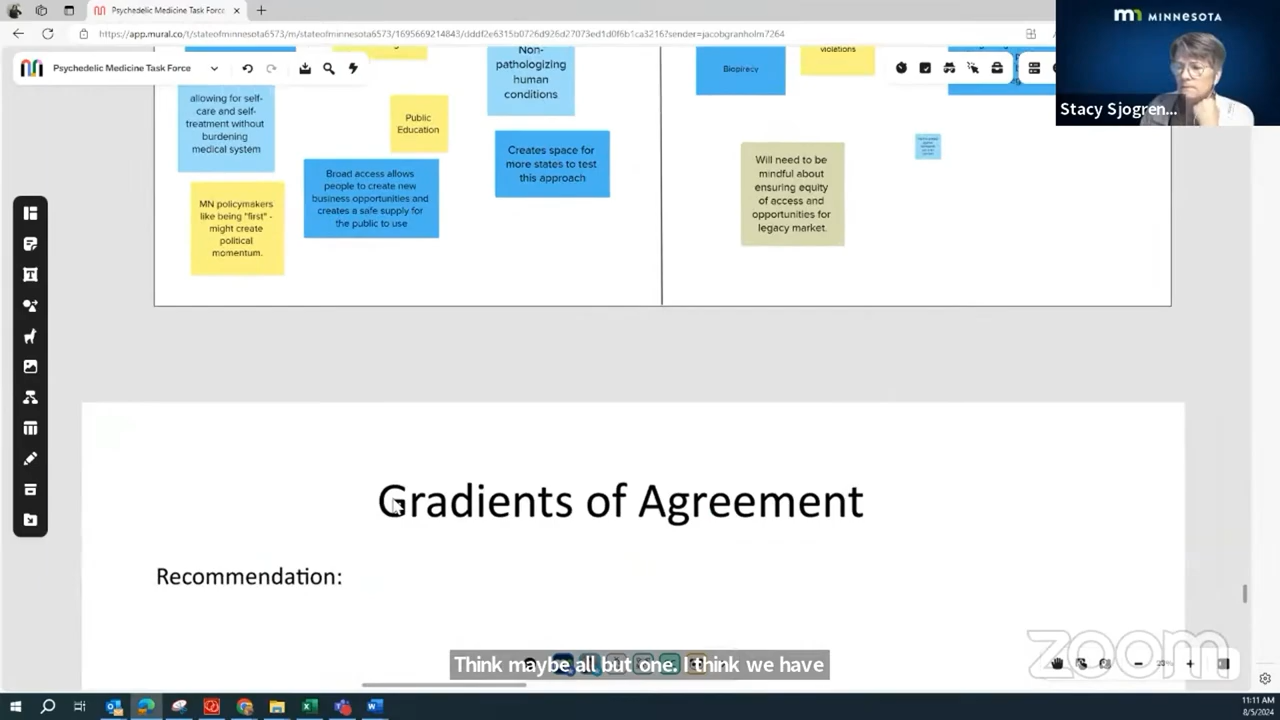 Psychedelic Medicine Task Force
https://app.mural.co/t/stateofminnesota6573/m/stateofminnesota6573/1695669214843/dddf2e6315b0726d926d27073ed1d0f6b1ca3216?sender=jacobgranholm7264
MINNESOTA
Stacy Sjogren...
Psychedelic Medicine Task Force
allowing for self-
care and self-
treatment without
burdening
medical system
Public
Education
Non-
pathologizing
human
conditions
Creates space for
more states to test
this approach
MN policymakers
like being "first" -
might create
political
momentum.
Broad access allows
people to create new
business opportunities and
creates a safe supply for
the public to use
Biopiracy
violations
Will need to be
mindful about
ensuring equity
of access and
opportunities for
legacy market.
Gradients of Agreement
Recommendation:
Think maybe all but one. I think we have
zoom
11:11 AM
8/5/2024